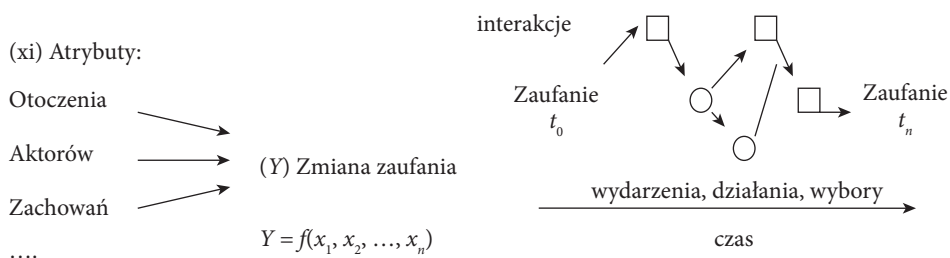 (xi) Atrybuty:
Otoczenia
Aktorów
Zachowań
….
(Y) Zmiana zaufania
Y = f(x₁, x₂, …, xₙ)
interakcje
Zaufanie
t₀
Zaufanie
tₙ
wydarzenia, działania, wybory
czas